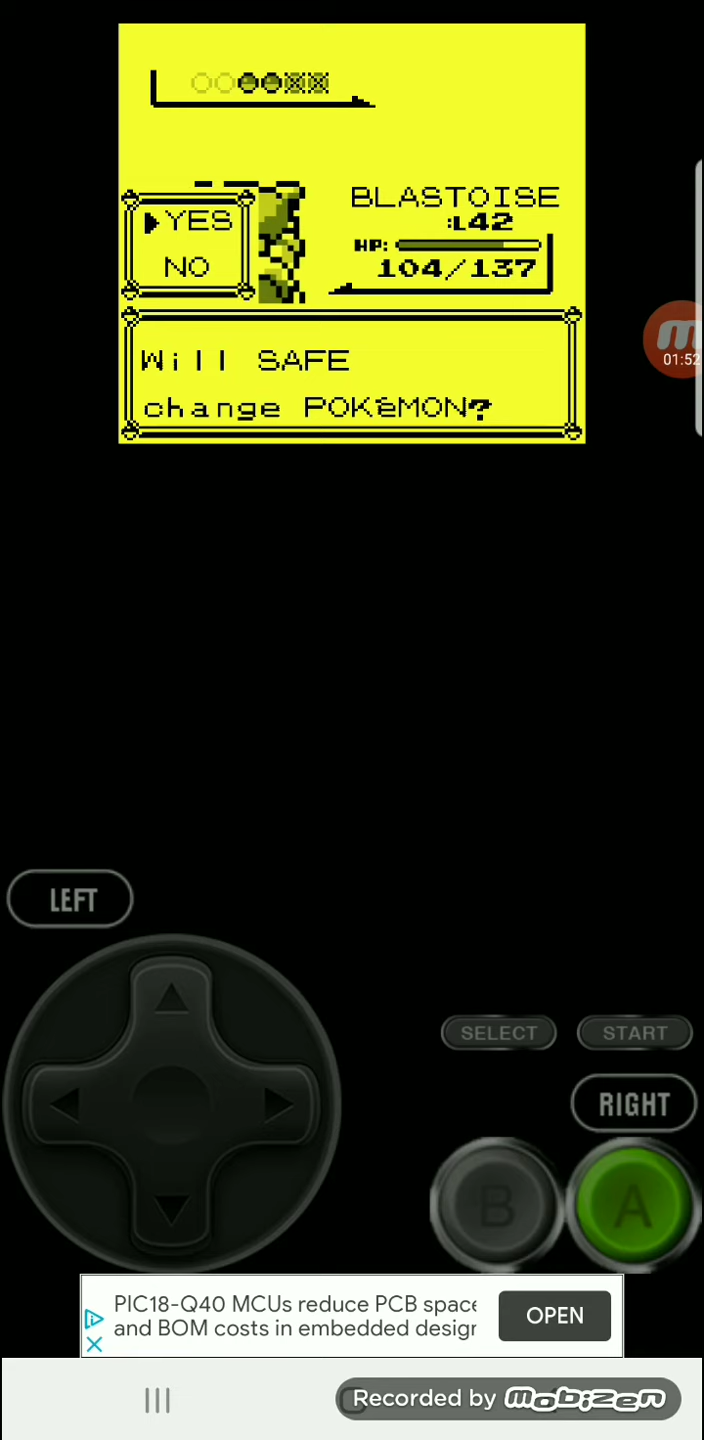 BLASTOISE
:L42
YES
HP:
NO
104/137
Will SAFE
change POKéMON?
01:52
LEFT
SELECT
START
RIGHT
B
A
PIC18-Q40 MCUs reduce PCB space
and BOM costs in embedded design
OPEN
Recorded by mobizen